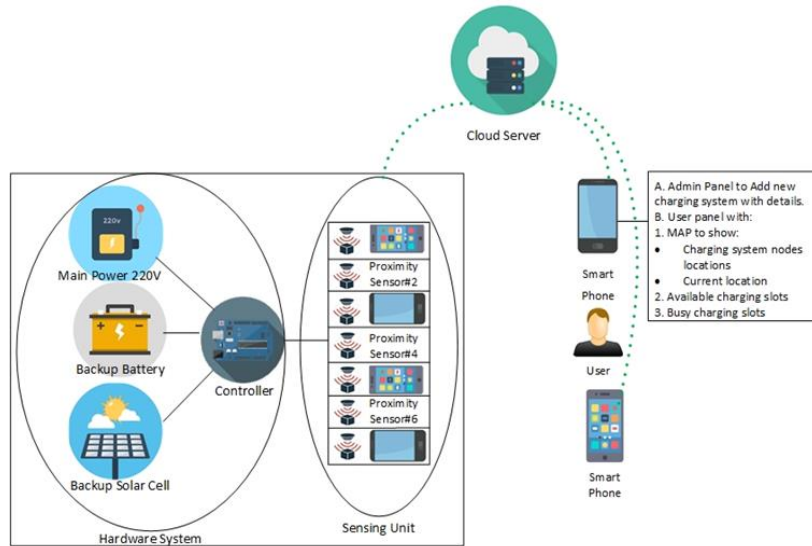 Cloud Server
220v
Main Power 220V
Backup Battery
Controller
Backup Solar Cell
Hardware System
Proximity
Sensor#2
Proximity
Sensor#4
Proximity
Sensor#6
Sensing Unit
Smart
Phone
User
Smart
Phone
A. Admin Panel to Add new
charging system with details.
B. User panel with:
1. MAP to show:
• Charging system nodes
locations
• Current location
2. Available charging slots
3. Busy charging slots